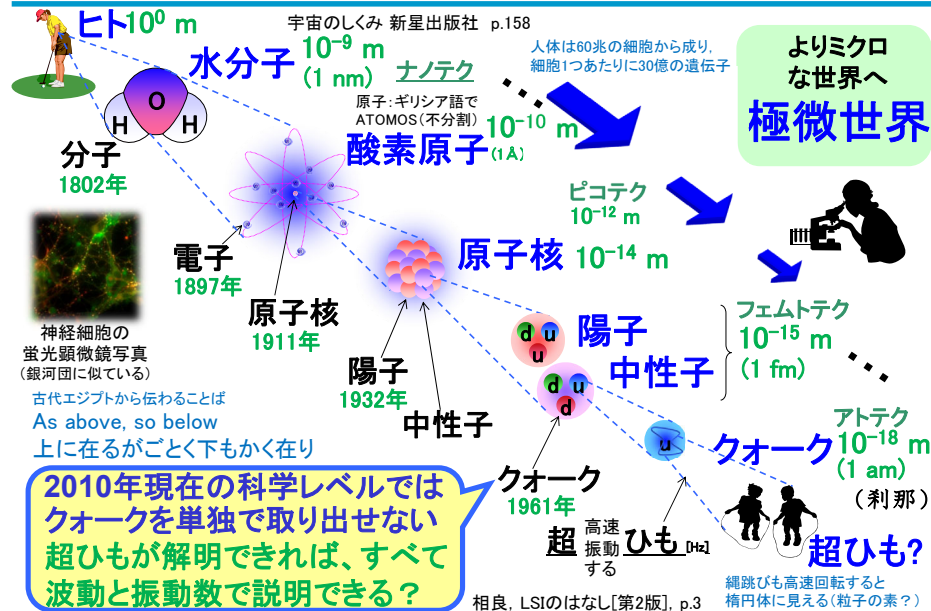 ヒト10⁰ m
宇宙のしくみ 新星出版社 p.158
水分子
10⁻⁹ m
(1 nm)
ナノテク
人体は60兆の細胞から成り,
細胞1つあたりに30億の遺伝子
よりミクロ
な世界へ
極微世界
O
H
H
分子
1802年
原子:ギリシア語で
ATOMOS(不分割)
酸素原子
10⁻¹⁰ m
(1Å)
ピコテク
10⁻¹² m
電子
1897年
原子核
1911年
原子核 10⁻¹⁴ m
陽子
1932年
中性子
神経細胞の
蛍光顕微鏡写真
(銀河団に似ている)
d u
u
陽子
d u
d
中性子
フェムトテク
10⁻¹⁵ m
(1 fm)
古代エジプトから伝わることば
As above, so below
上に在るがごとく下もかく在り
クォーク
1961年
u
クォーク
アトテク
10⁻¹⁸ m
(1 am)
(刹那)
2010年現在の科学レベルでは
クォークを単独で取り出せない
超ひもが解明できれば、すべて
波動と振動数で説明できる?
超 高速振動する ひも [Hz]
超ひも?
縄跳びも高速回転すると
楕円体に見える(粒子の素?)
相良, LSIのはなし[第2版], p.3